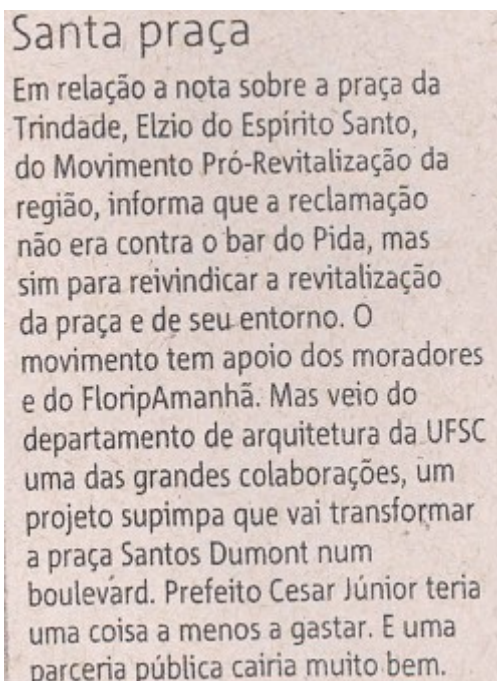 Santa praça
Em relação a nota sobre a praça da
Trindade, Elzio do Espírito Santo,
do Movimento Pró-Revitalização da
região, informa que a reclamação
não era contra o bar do Pida, mas
sim para reivindicar a revitalização
da praça e de seu entorno. O
movimento tem apoio dos moradores
e do FloripAmanhã. Mas veio do
departamento de arquitetura da UFSC
uma das grandes colaborações, um
projeto supimpa que vai transformar
a praça Santos Dumont num
boulevard. Prefeito Cesar Júnior teria
uma coisa a menos a gastar. E uma
parceria pública cairia muito bem.